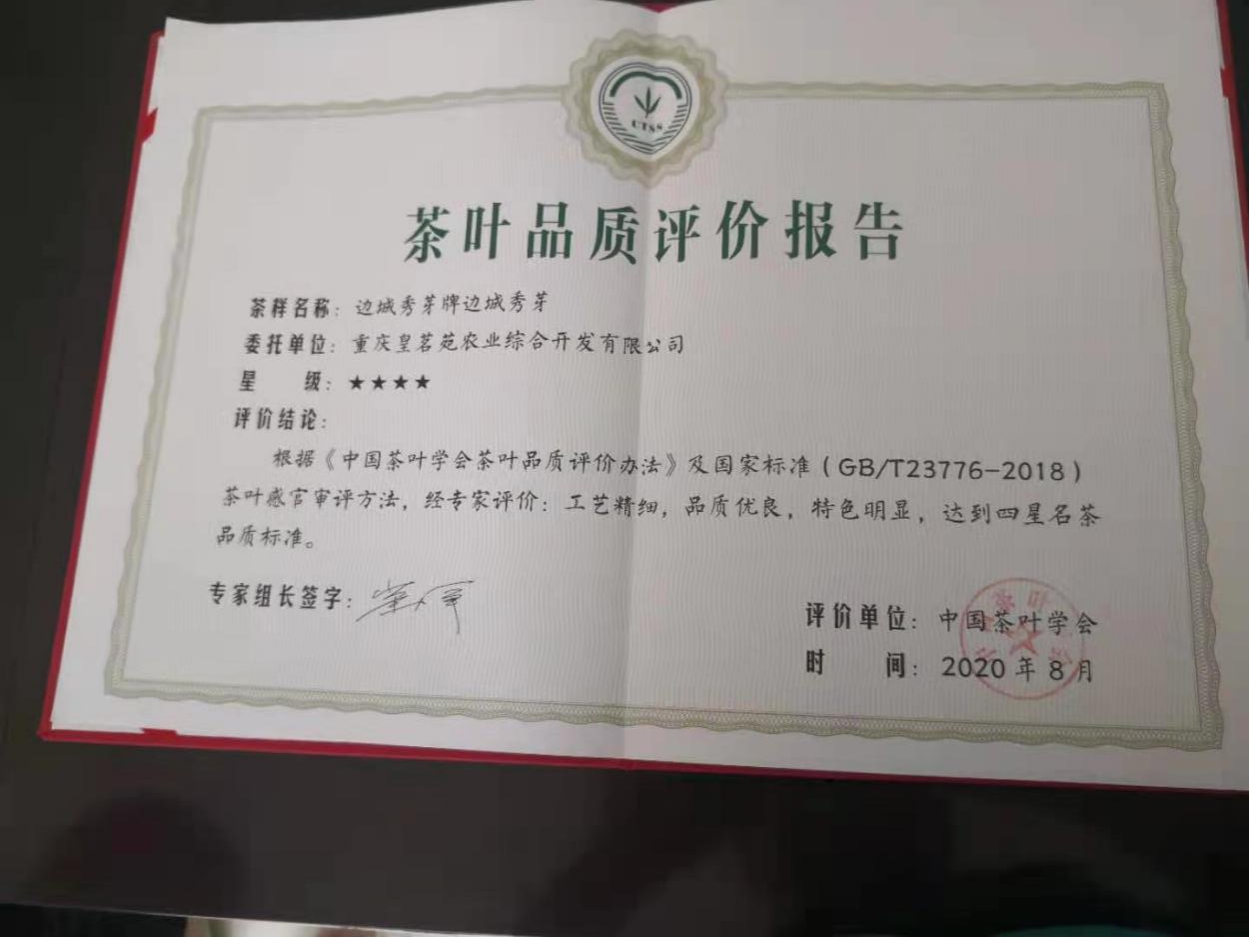 CTSS
茶叶品质评价报告
茶样名称：边城秀芽牌边城秀芽
委托单位：重庆皇茗苑农业综合开发有限公司
星　　级：★★★★
评价结论：
根据《中国茶叶学会茶叶品质评价办法》及国家标准（GB/T23776-2018）
茶叶感官审评方法，经专家评价：工艺精细，品质优良，特色明显，达到四星名茶
品质标准。
专家组长签字：
评价单位：中国茶叶学会
时　　间：2020年8月